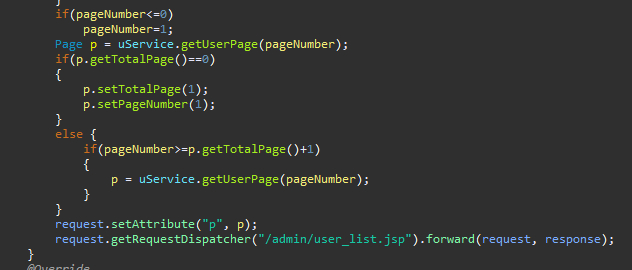 }
if(pageNumber<=0)
pageNumber=1;
Page p = uService.getUserPage(pageNumber);
if(p.getTotalPage()==0)
{
p.setTotalPage(1);
p.setPageNumber(1);
}
else {
if(pageNumber>=p.getTotalPage()+1)
{
p = uService.getUserPage(pageNumber);
}
}
request.setAttribute("p", p);
request.getRequestDispatcher("/admin/user_list.jsp").forward(request, response);
}
@Override